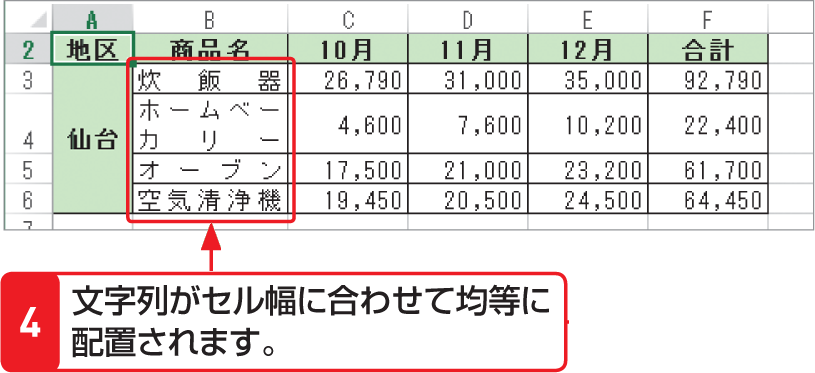 A B C D E F
2 地区 商品名 10月 11月 12月 合計
3 炊飯器 26,790 31,000 35,000 92,790
ホームベー
4 仙台 カリー 4,600 7,600 10,200 22,400
5 オーブン 17,500 21,000 23,200 61,700
6 空気清浄機 19,450 20,500 24,500 64,450
4 文字列がセル幅に合わせて均等に
配置されます。